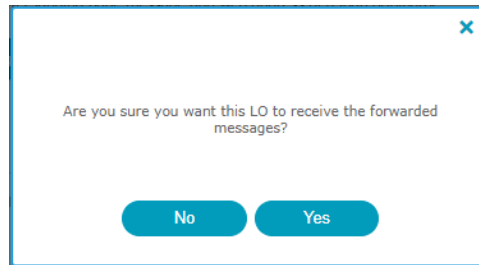 Are you sure you want this LO to receive the forwarded
messages?
No
Yes